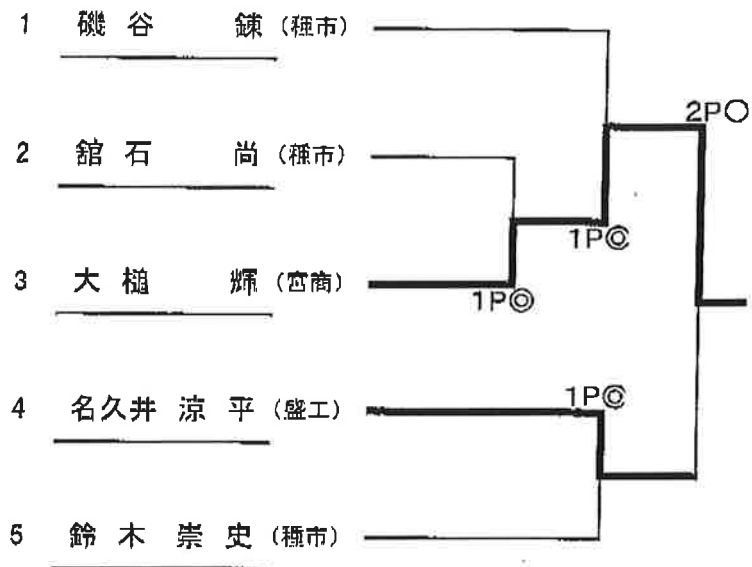 1 磯谷 錬 (種市)
2P○
2 舘石 尚 (種市)
1P◎
3 大槌 輝 (宮商)
1P◎
1P◎
4 名久井 涼平 (盛工)
5 鈴木 崇史 (種市)